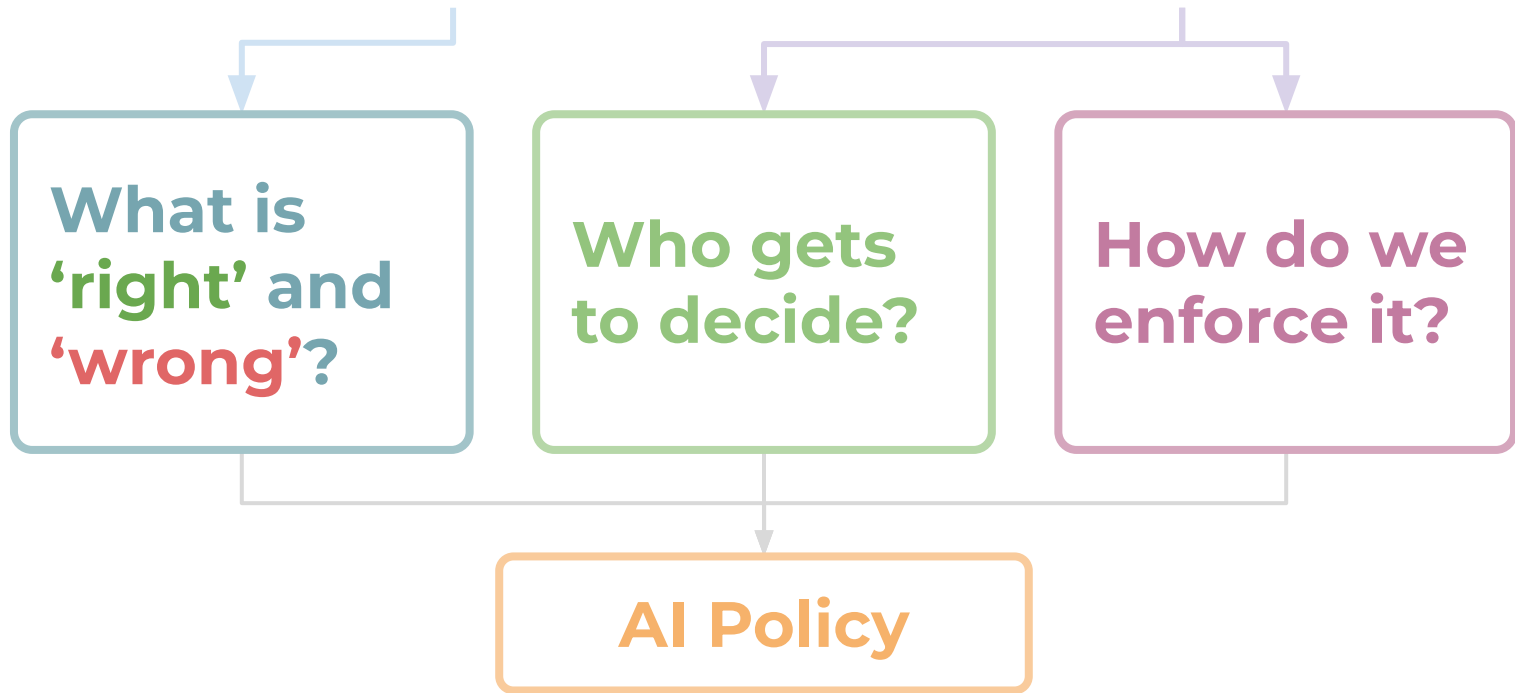 What is
‘right’ and
‘wrong’?
Who gets
to decide?
How do we
enforce it?
AI Policy